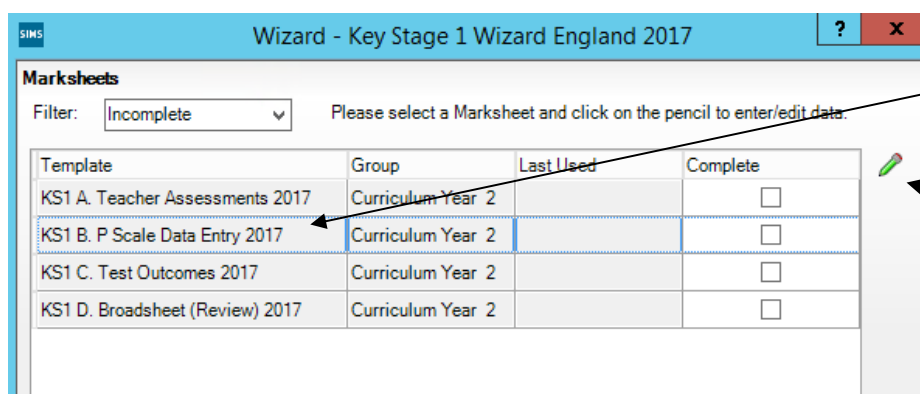 SIMS Wizard - Key Stage 1 Wizard England 2017 ? x
Marksheets
Filter: Incomplete Please select a Marksheet and click on the pencil to enter/edit data.
Template Group Last Used Complete
KS1 A. Teacher Assessments 2017 Curriculum Year 2
KS1 B. P Scale Data Entry 2017 Curriculum Year 2
KS1 C. Test Outcomes 2017 Curriculum Year 2
KS1 D. Broadsheet (Review) 2017 Curriculum Year 2